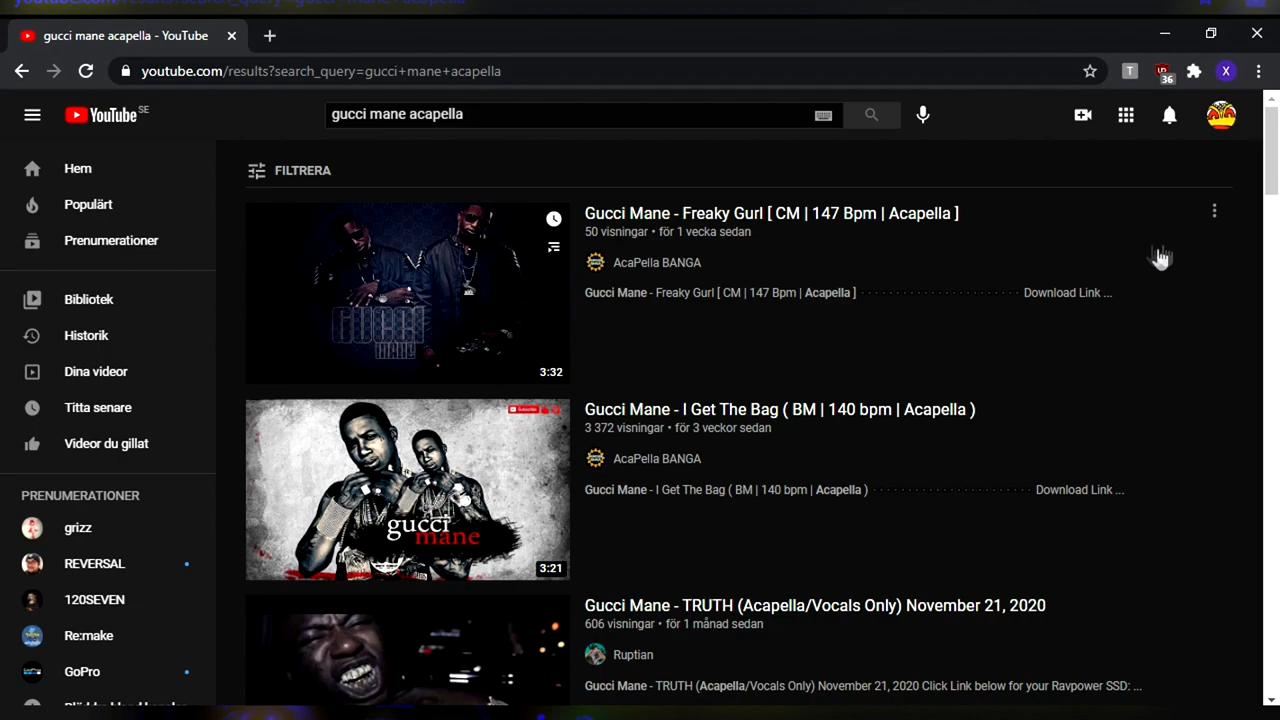 gucci mane acapella - YouTube
youtube.com/results?search_query=gucci+mane+acapella
T
36
X
YouTube SE
gucci mane acapella
Hem
Populärt
Prenumerationer
Bibliotek
Historik
Dina videor
Titta senare
Videor du gillat
PRENUMERATIONER
grizz
REVERSAL
120SEVEN
Re:make
GoPro
FILTRERA
GUCCI
MANE
3:32
Gucci Mane - Freaky Gurl [ CM | 147 Bpm | Acapella ]
50 visningar • för 1 vecka sedan
AcaPella BANGA
Gucci Mane - Freaky Gurl [ CM | 147 Bpm | Acapella ] · · · · · · · · · · · · · · · · · · · · · · · Download Link ...
gucci
mane
3:21
Gucci Mane - I Get The Bag ( BM | 140 bpm | Acapella )
3 372 visningar • för 3 veckor sedan
AcaPella BANGA
Gucci Mane - I Get The Bag ( BM | 140 bpm | Acapella ) · · · · · · · · · · · · · · · · · · · · · · · Download Link ...
Gucci Mane - TRUTH (Acapella/Vocals Only) November 21, 2020
606 visningar • för 1 månad sedan
Ruptian
Gucci Mane - TRUTH (Acapella/Vocals Only) November 21, 2020 Click Link below for your Ravpower SSD: ...